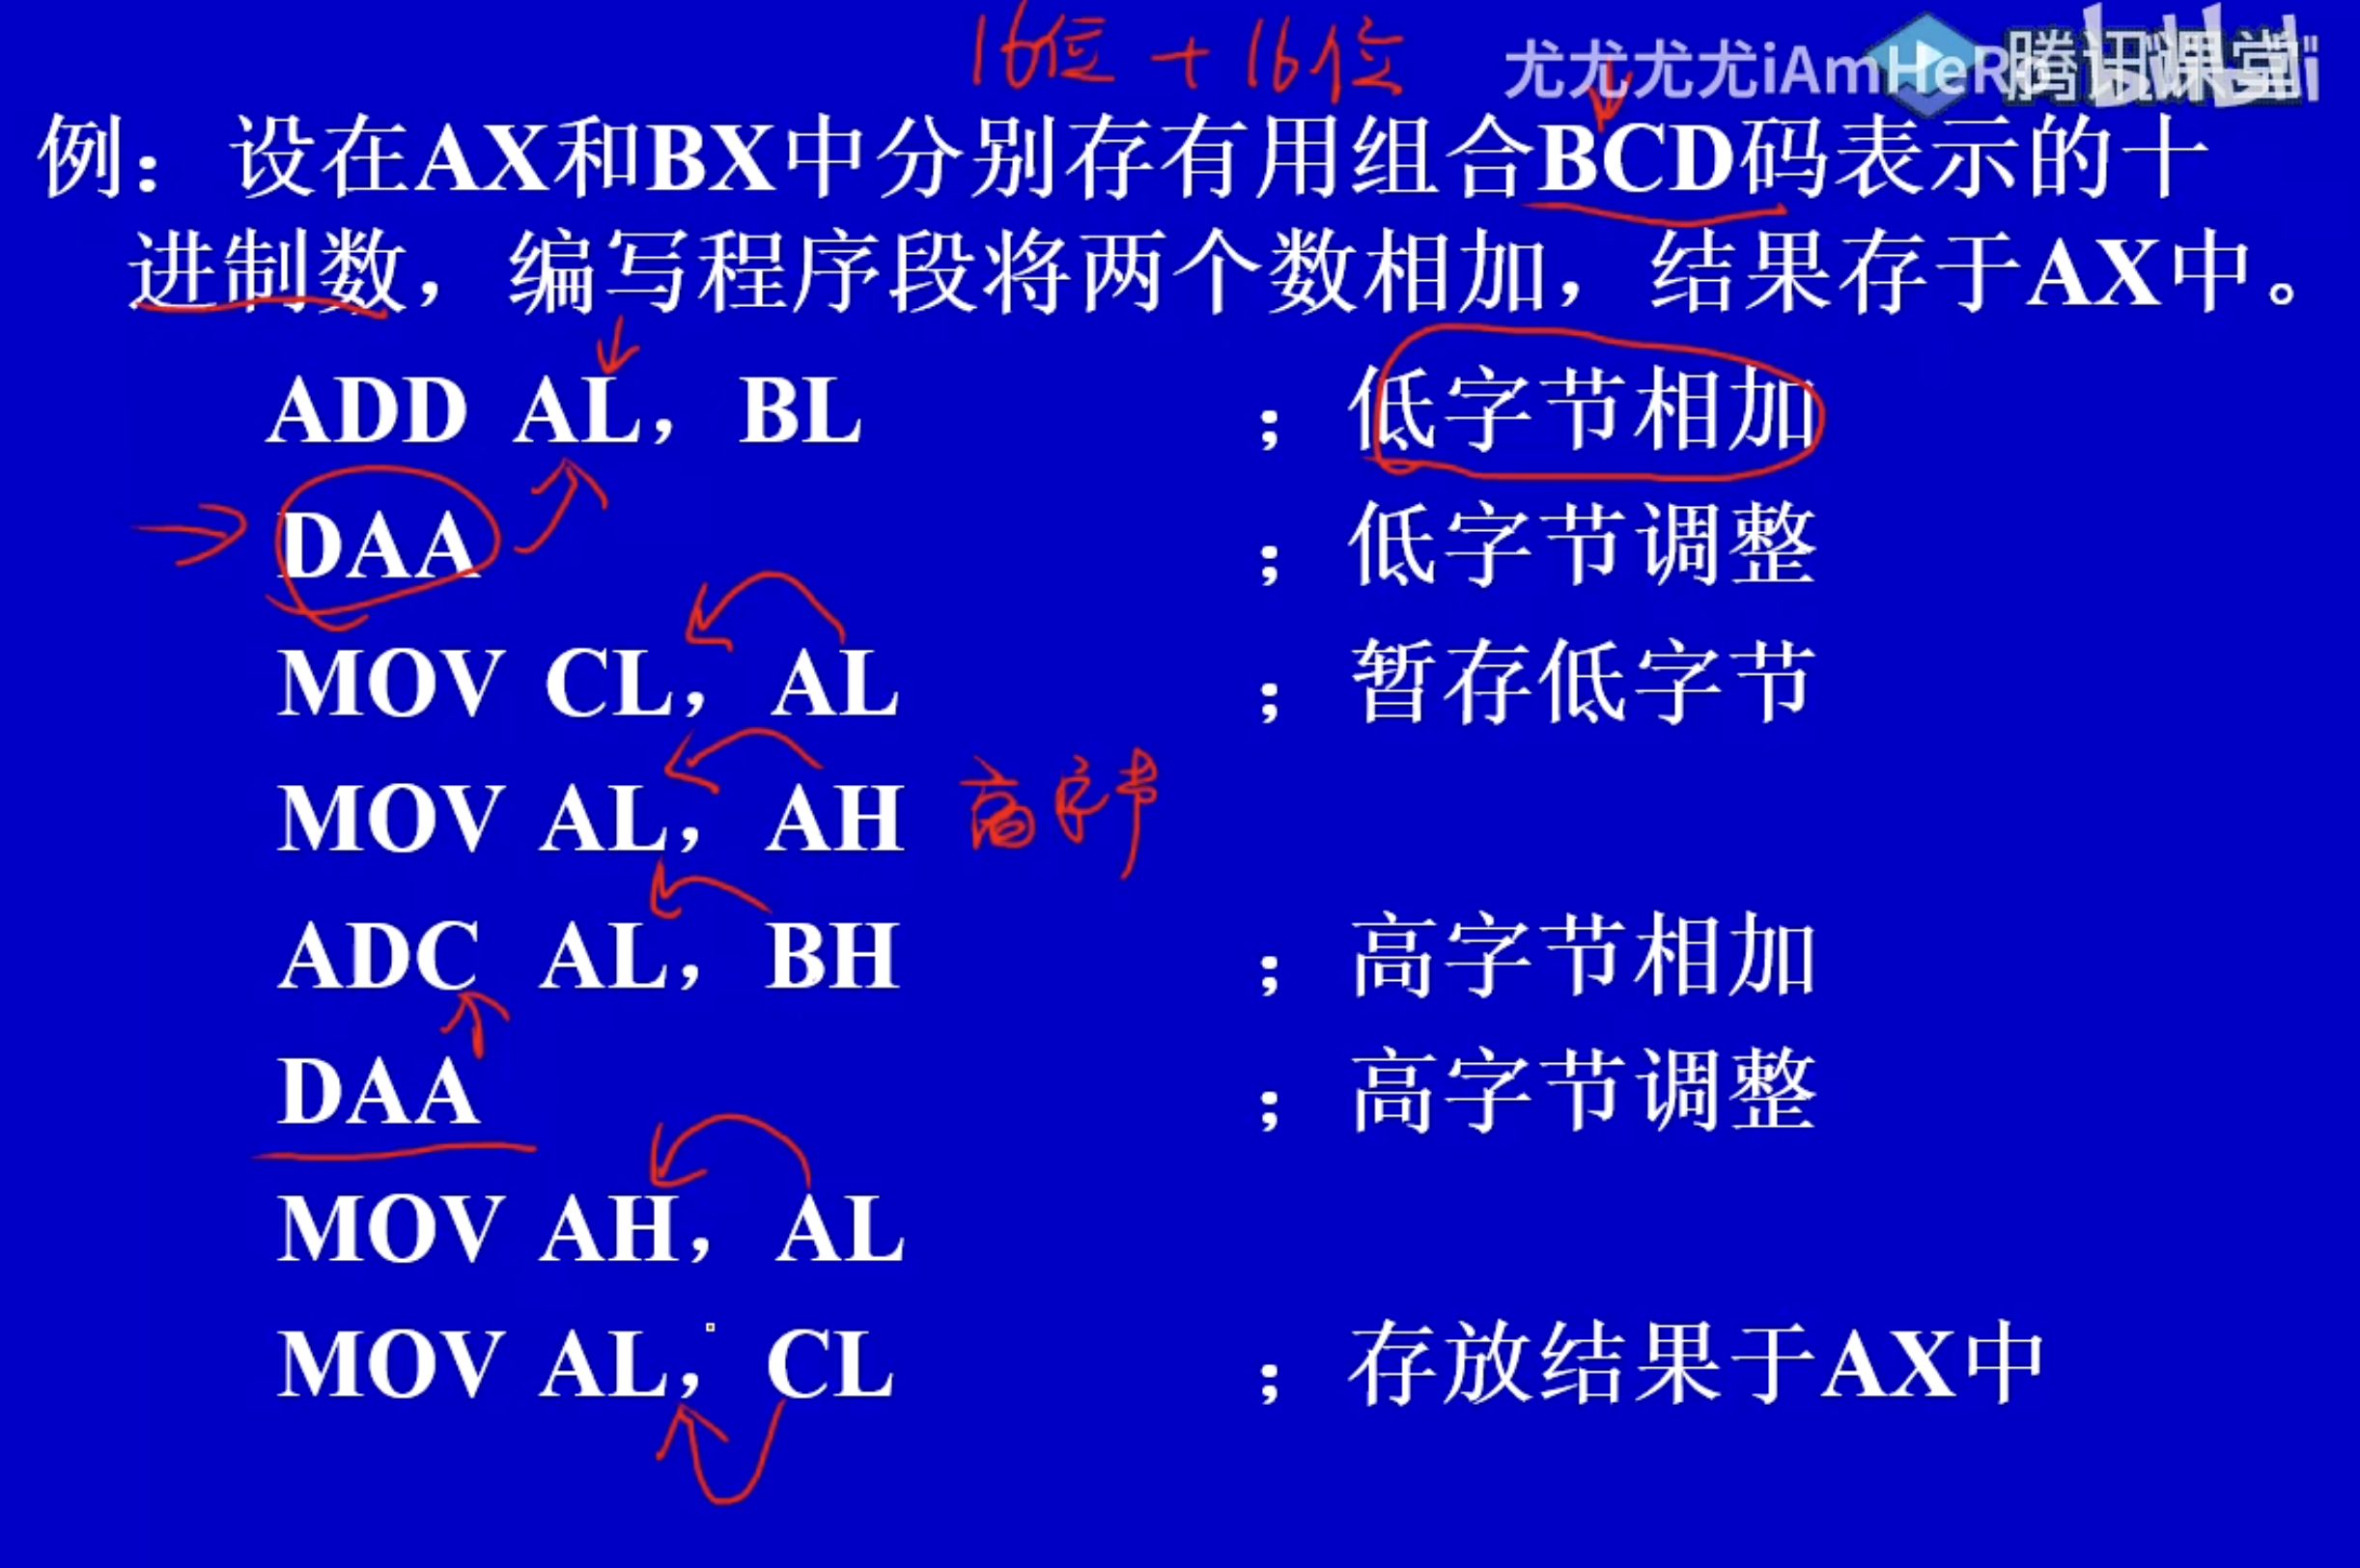 16位 + 16位
尤尤尤尤iAmHeR 腾讯课堂
例：设在AX和BX中分别存有用组合BCD码表示的十
进制数，编写程序段将两个数相加，结果存于AX中。
ADD AL，BL ；低字节相加
DAA ；低字节调整
MOV CL，AL ；暂存低字节
MOV AL，AH 高字节
ADC AL，BH ；高字节相加
DAA ；高字节调整
MOV AH，AL
MOV AL，CL ；存放结果于AX中